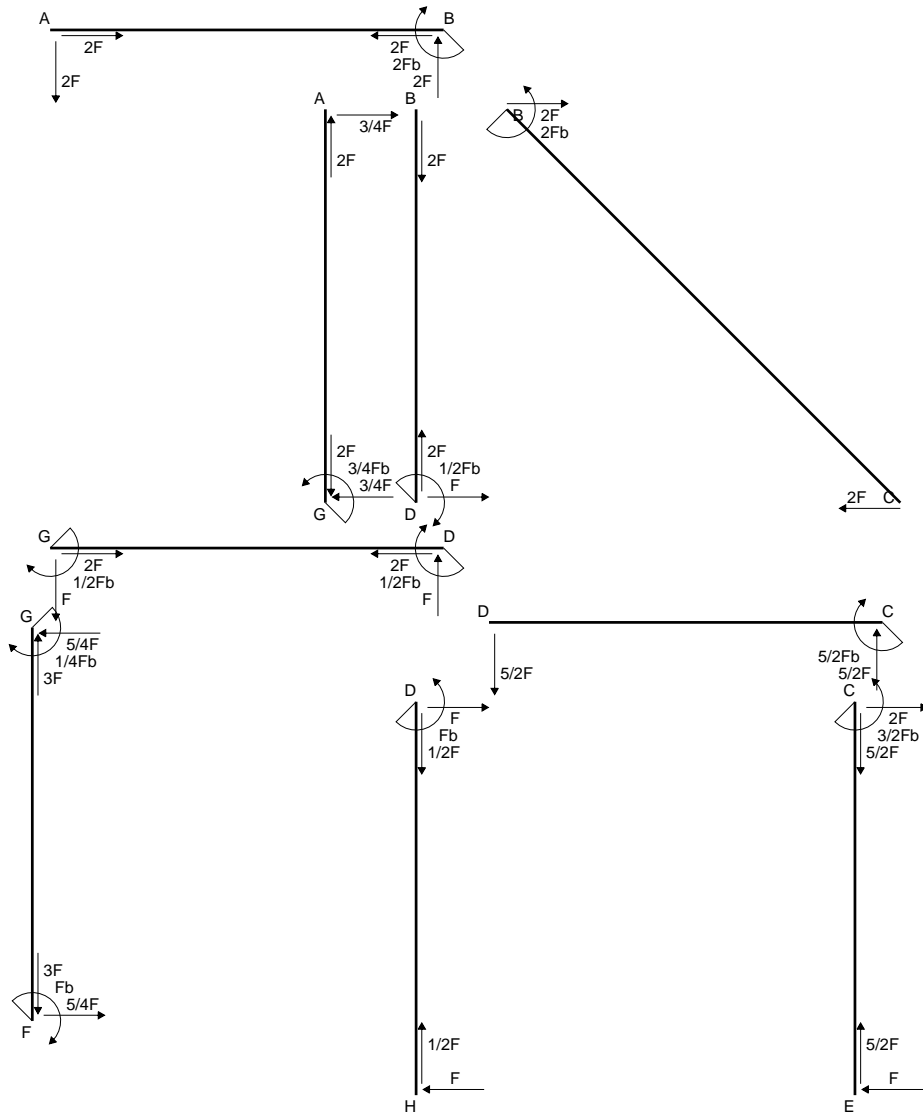 A B
2F 2F
2Fb
2F 2F
A B B
3/4F 2F
2Fb
2F 2F
2F 2F
3/4Fb 1/2Fb
3/4F F 2F C
G D
G D
2F 2F
1/2Fb 1/2Fb
F F
G D C
5/4F
1/4Fb 5/2Fb
3F 5/2F 5/2F
D C
F 2F
Fb 3/2Fb
1/2F 5/2F
3F
Fb
5/4F
F
1/2F 5/2F
F F
H E